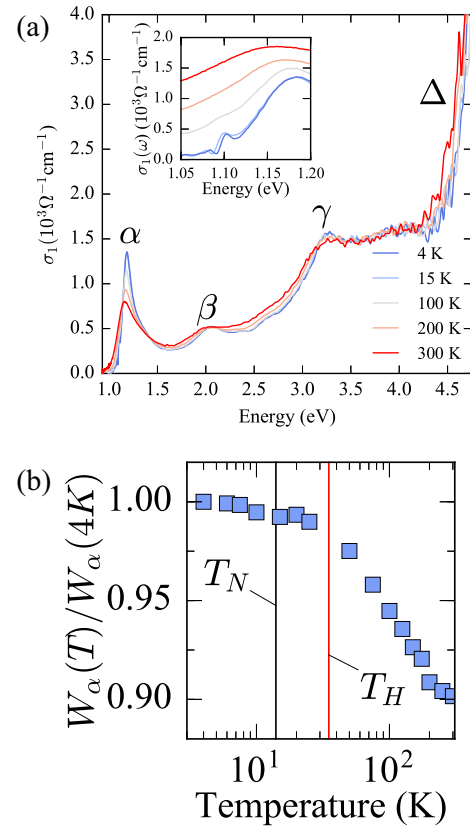 (a)
4.0
3.5
3.0
2.5
2.0
1.5
1.0
0.5
0.0
σ₁(10³Ω⁻¹cm⁻¹)
2.0
1.5
1.0
0.5
0.0
σ₁(ω) (10³Ω⁻¹cm⁻¹)
1.05 1.10 1.15 1.20
Energy (eV)
α
β
γ
Δ
4 K
15 K
100 K
200 K
300 K
1.0 1.5 2.0 2.5 3.0 3.5 4.0 4.5
Energy (eV)
(b)
1.00
0.95
0.90
W_α(T)/W_α(4K)
T_N
T_H
10¹ 10²
Temperature (K)